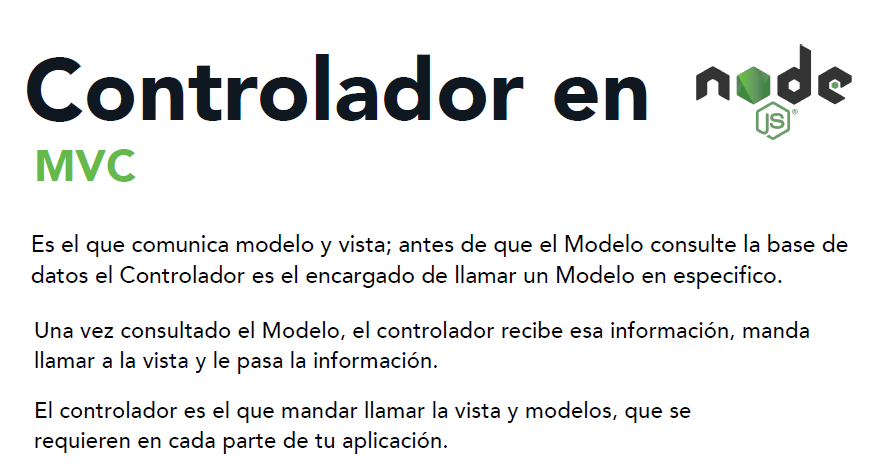 Controlador en
node
JS®
MVC
Es el que comunica modelo y vista; antes de que el Modelo consulte la base de
datos el Controlador es el encargado de llamar un Modelo en especifico.
Una vez consultado el Modelo, el controlador recibe esa información, manda
llamar a la vista y le pasa la información.
El controlador es el que mandar llamar la vista y modelos, que se
requieren en cada parte de tu aplicación.